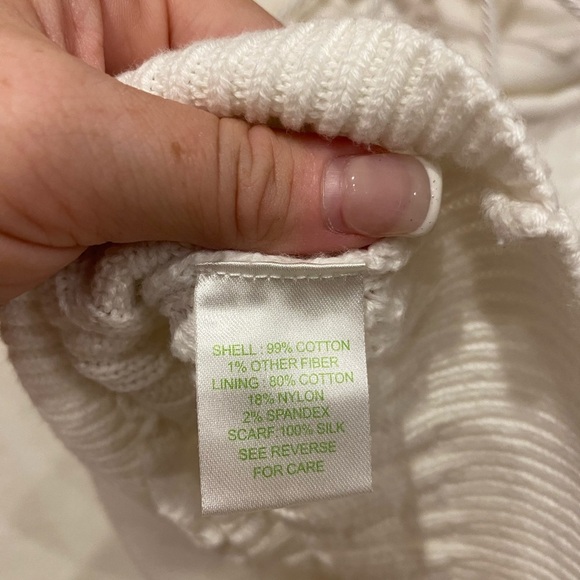 SHELL : 99% COTTON
1% OTHER FIBER
LINING : 80% COTTON
18% NYLON
2% SPANDEX
SCARF:100% SILK
SEE REVERSE
FOR CARE